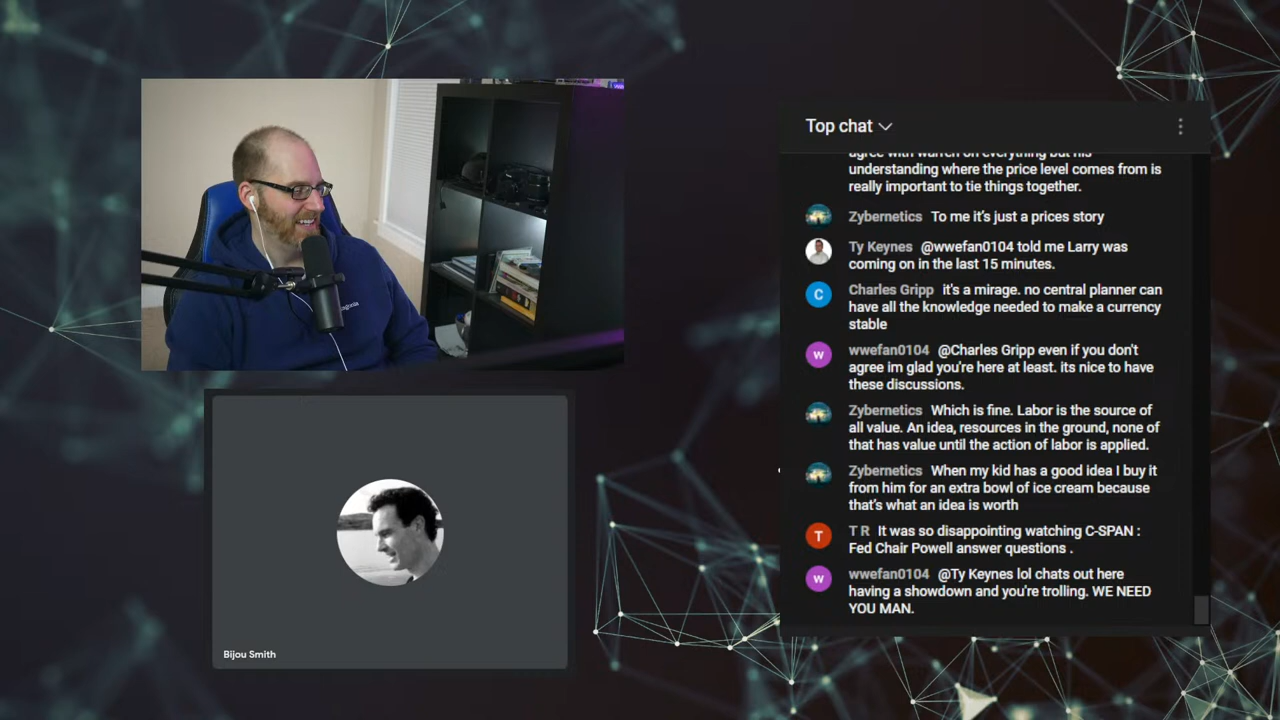 Top chat
agree with warren on everything but his
understanding where the price level comes from is
really important to tie things together.
Zybernetics To me it's just a prices story
Ty Keynes @wwefan0104 told me Larry was
coming on in the last 15 minutes.
C
Charles Gripp it's a mirage. no central planner can
have all the knowledge needed to make a currency
stable
w
wwefan0104 @Charles Gripp even if you don't
agree im glad you're here at least. its nice to have
these discussions.
Zybernetics Which is fine. Labor is the source of
all value. An idea, resources in the ground, none of
that has value until the action of labor is applied.
Zybernetics When my kid has a good idea I buy it
from him for an extra bowl of ice cream because
that's what an idea is worth
T
T R It was so disappointing watching C-SPAN :
Fed Chair Powell answer questions .
w
wwefan0104 @Ty Keynes lol chats out here
having a showdown and you're trolling. WE NEED
YOU MAN.
Bijou Smith